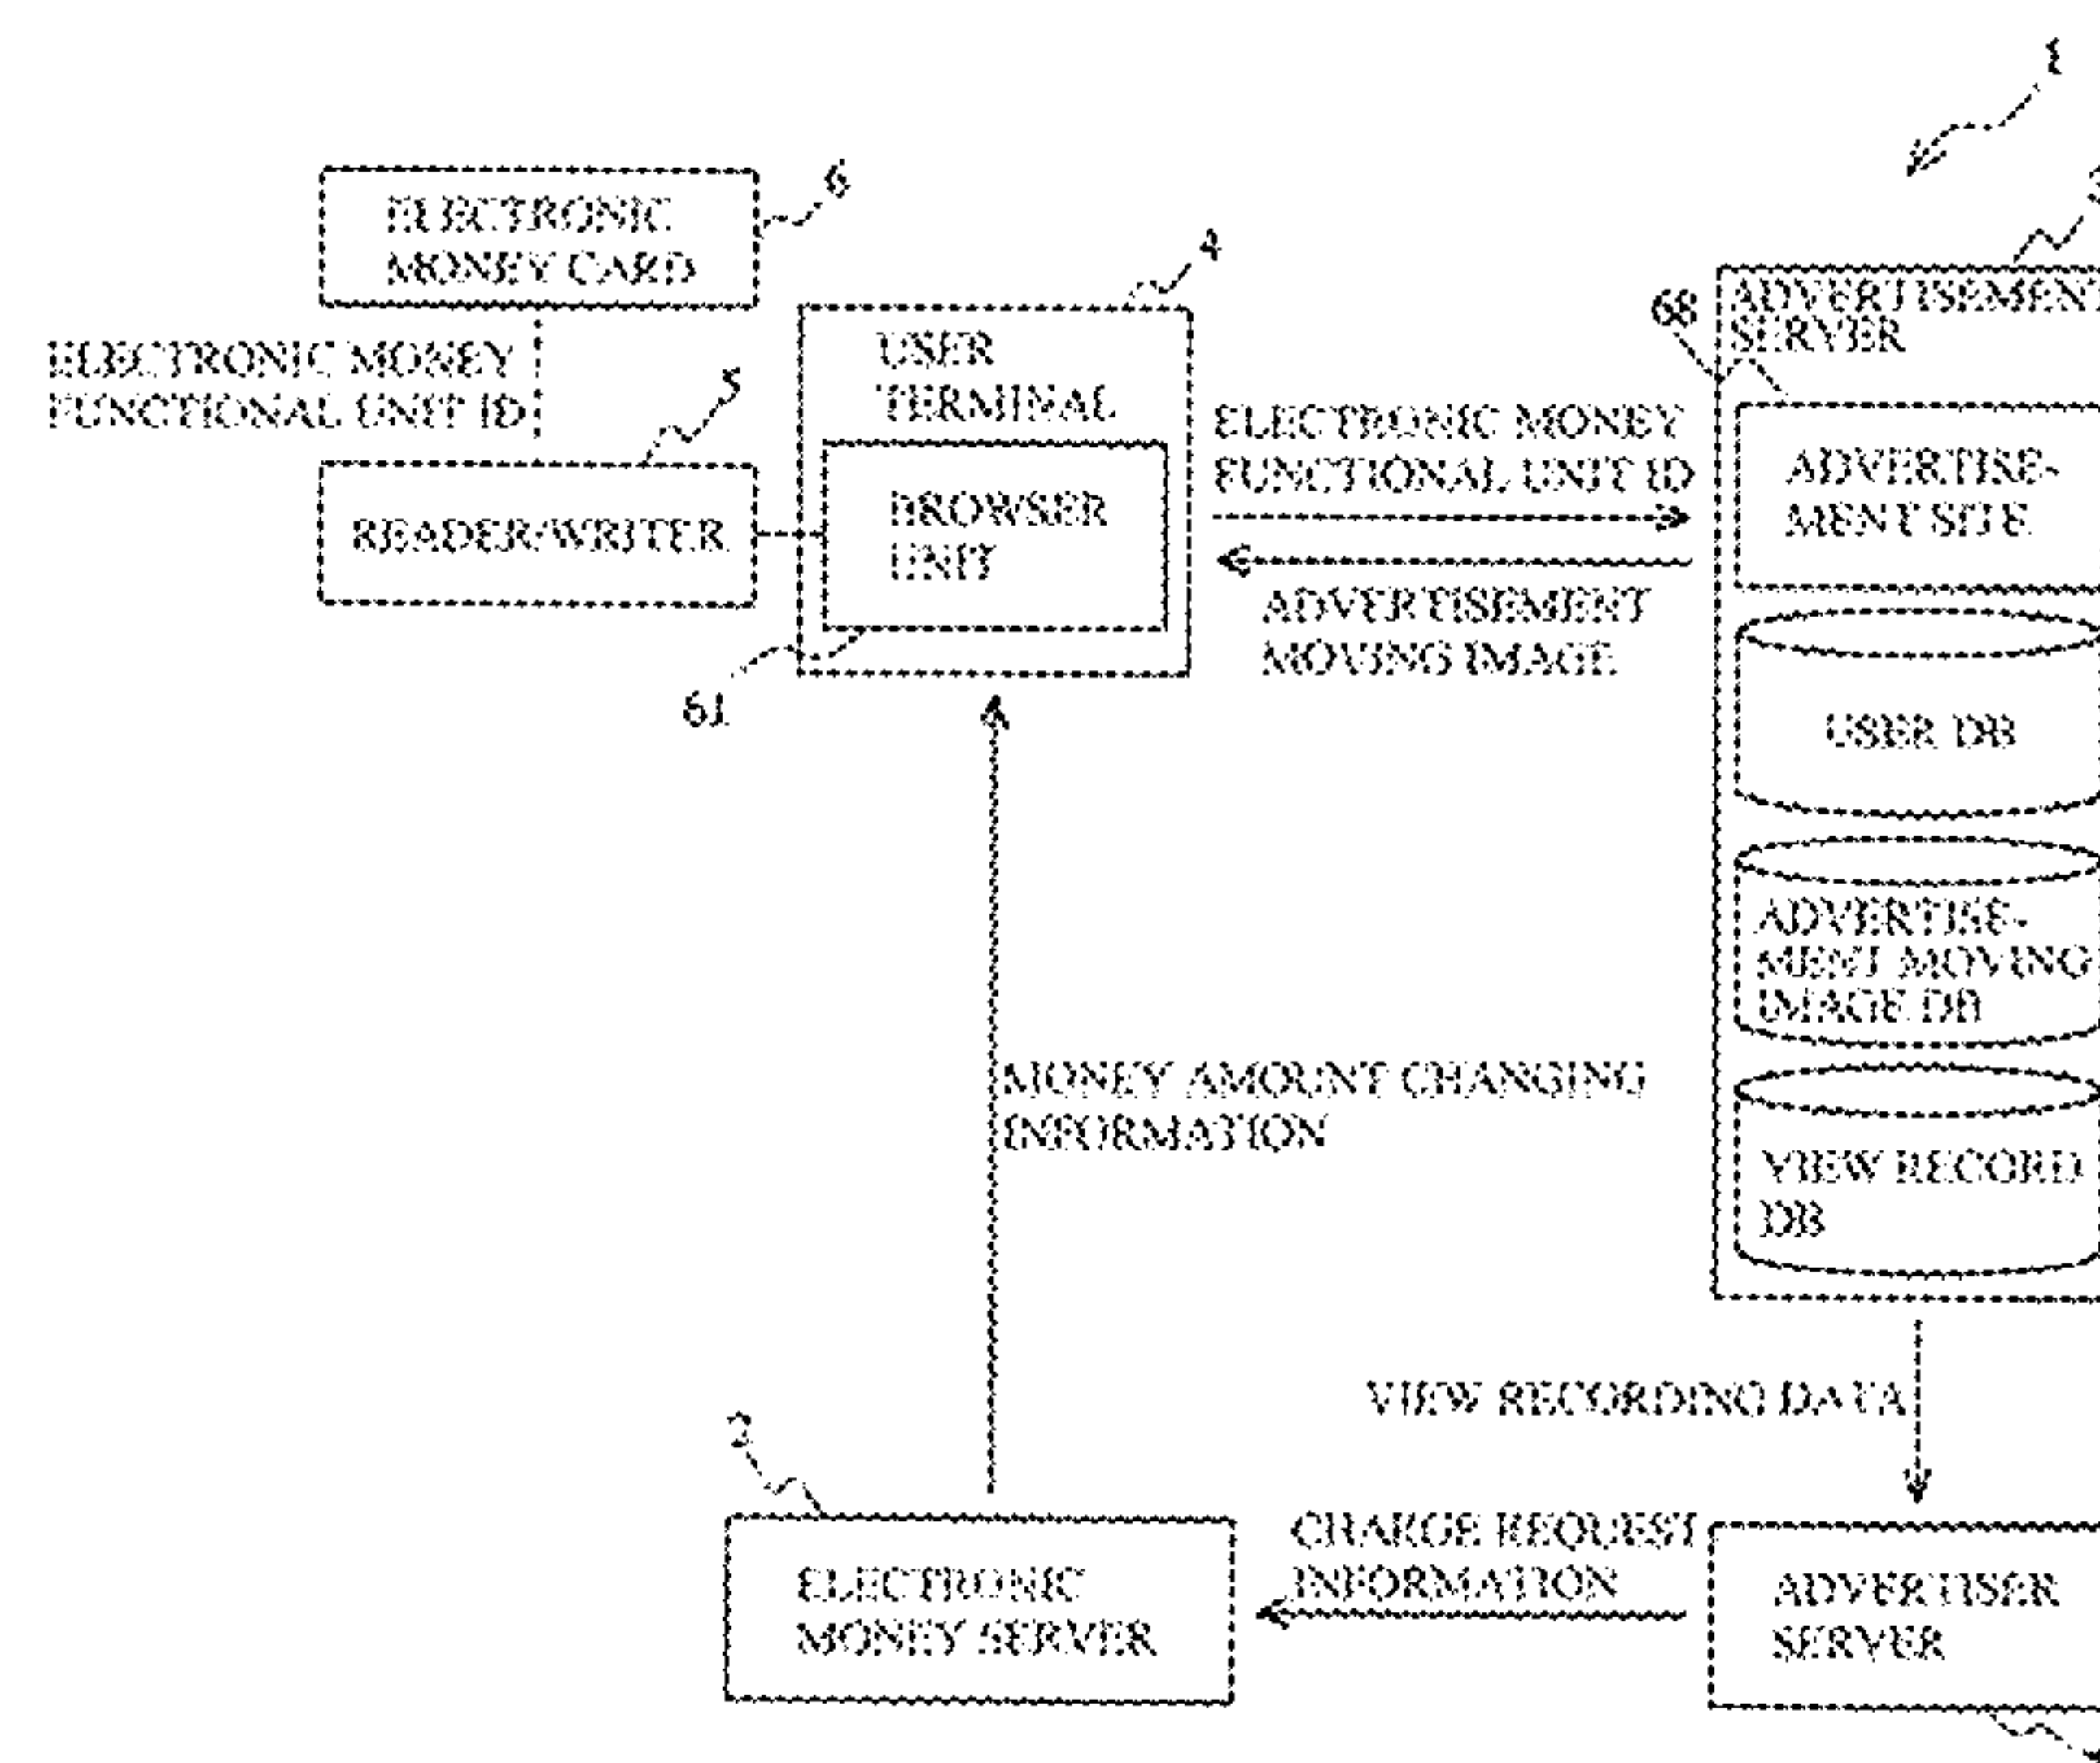 1
6
ELECTRONIC
MONEY CARD
ELECTRONIC MONEY
FUNCTIONAL UNIT ID
5
READER/WRITER
4
USER
TERMINAL
BROWSER
UNIT
61
ELECTRONIC MONEY
FUNCTIONAL UNIT ID
ADVERTISEMENT
MOVING IMAGE
68
ADVERTISEMENT
SERVER
ADVERTISE-
MENT SITE
USER DB
ADVERTISE-
MENT MOVING
IMAGE DB
VIEW RECORD
DB
MONEY AMOUNT CHANGING
INFORMATION
VIEW RECORDING DATA
2
ELECTRONIC
MONEY SERVER
CHARGE REQUEST
INFORMATION
ADVERTISER
SERVER